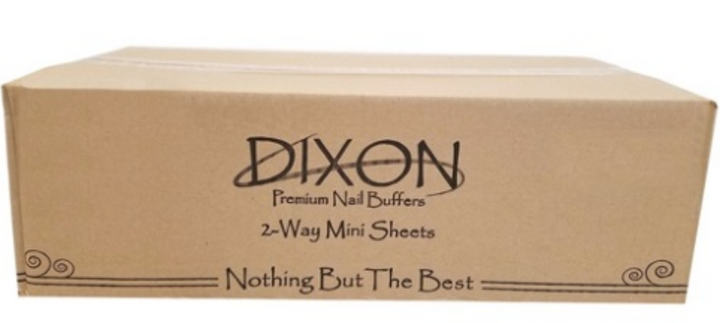 DIXON
Premium Nail Buffers
2-Way Mini Sheets
Nothing But The Best